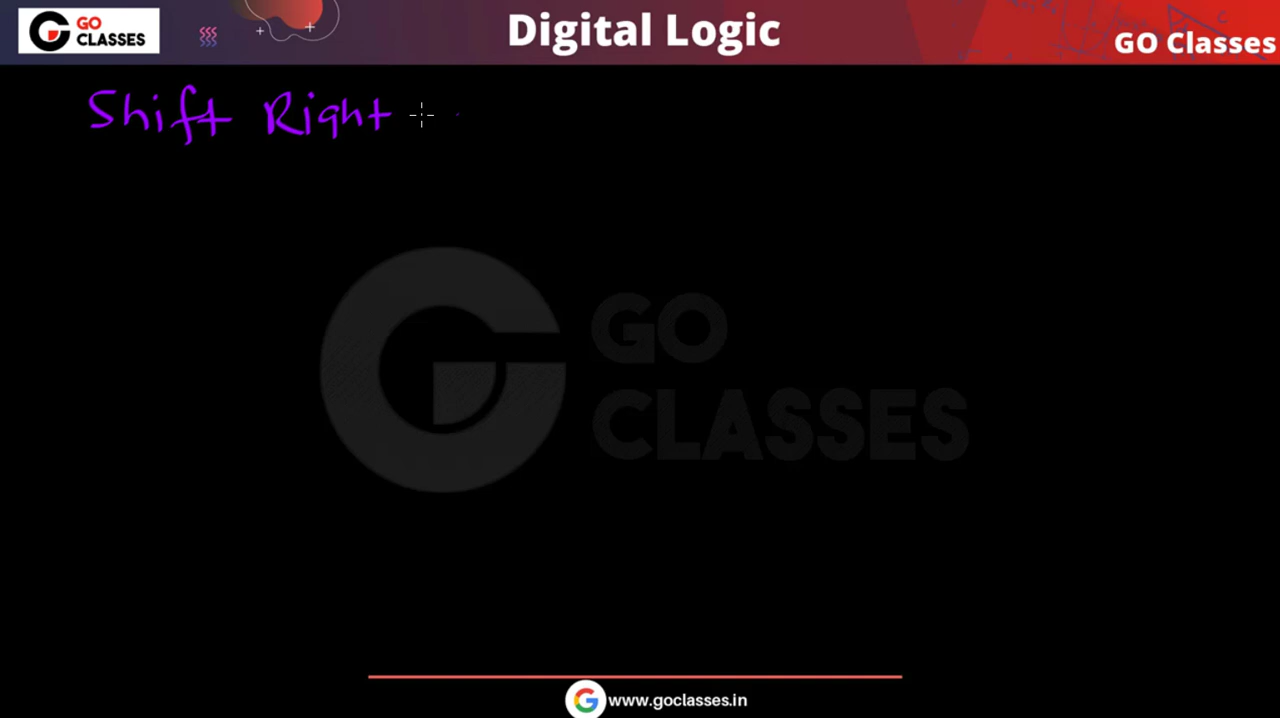 GO
CLASSES
Digital Logic
GO Classes
Shift Right
GO
CLASSES
www.goclasses.in